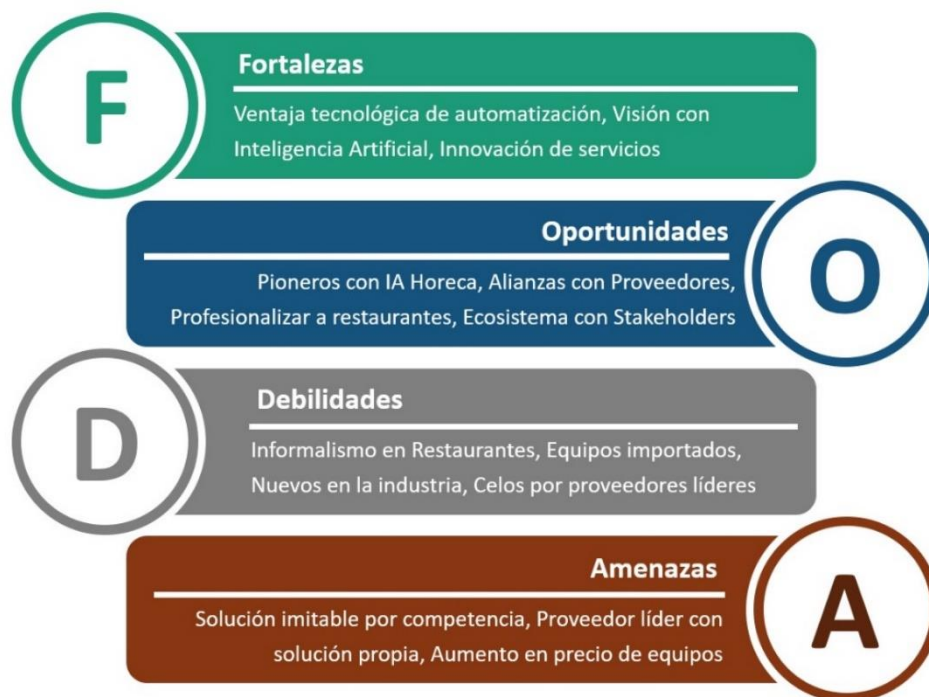 F
Fortalezas
Ventaja tecnológica de automatización, Visión con
Inteligencia Artificial, Innovación de servicios
Oportunidades
O
Pioneros con IA Horeca, Alianzas con Proveedores,
Profesionalizar a restaurantes, Ecosistema con Stakeholders
D
Debilidades
Informalismo en Restaurantes, Equipos importados,
Nuevos en la industria, Celos por proveedores líderes
Amenazas
A
Solución imitable por competencia, Proveedor líder con
solución propia, Aumento en precio de equipos